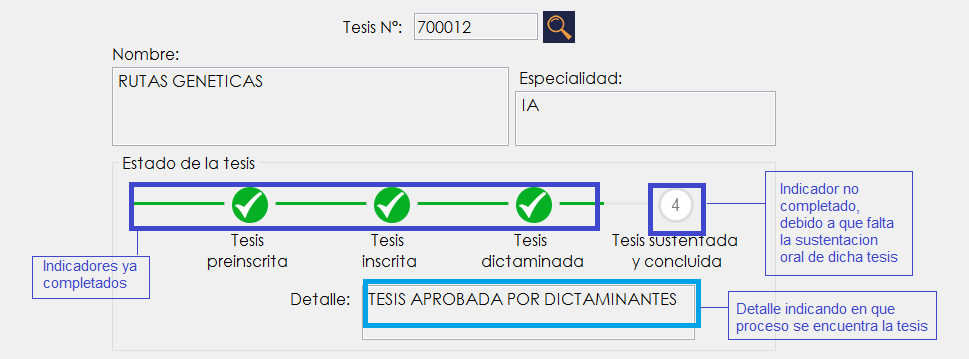 Tesis Nº: 700012
Nombre:
RUTAS GENETICAS
Especialidad:
IA
Estado de la tesis
4
Tesis
preinscrita
Tesis
inscrita
Tesis
dictaminada
Tesis sustentada
y concluida
Indicador no
completado,
debido a que falta
la sustentacion
oral de dicha tesis
Indicadores ya
completados
Detalle:
TESIS APROBADA POR DICTAMINANTES
Detalle indicando en que
proceso se encuentra la tesis